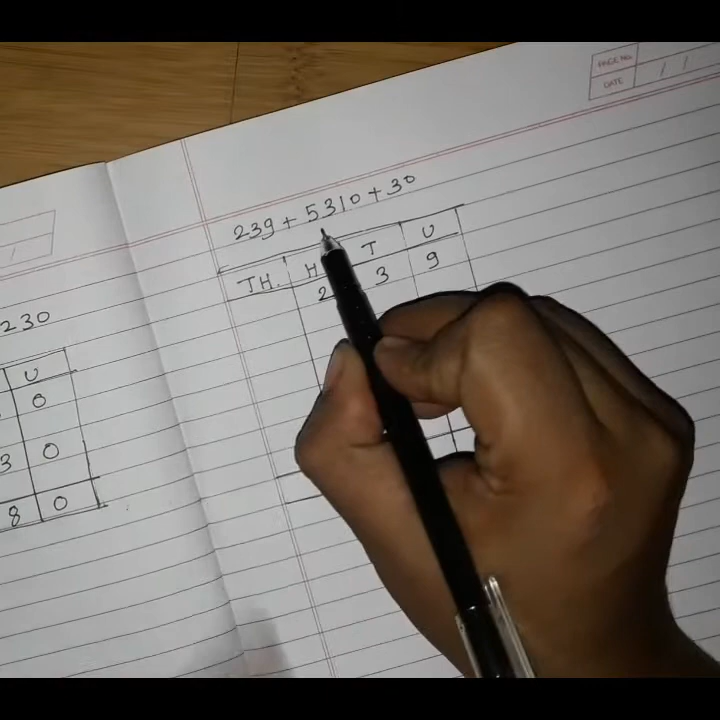 PAGE NO.
DATE / /
239 + 5310 + 30
TH. H T U
2 3 9
230
U
0
3 0
8 0